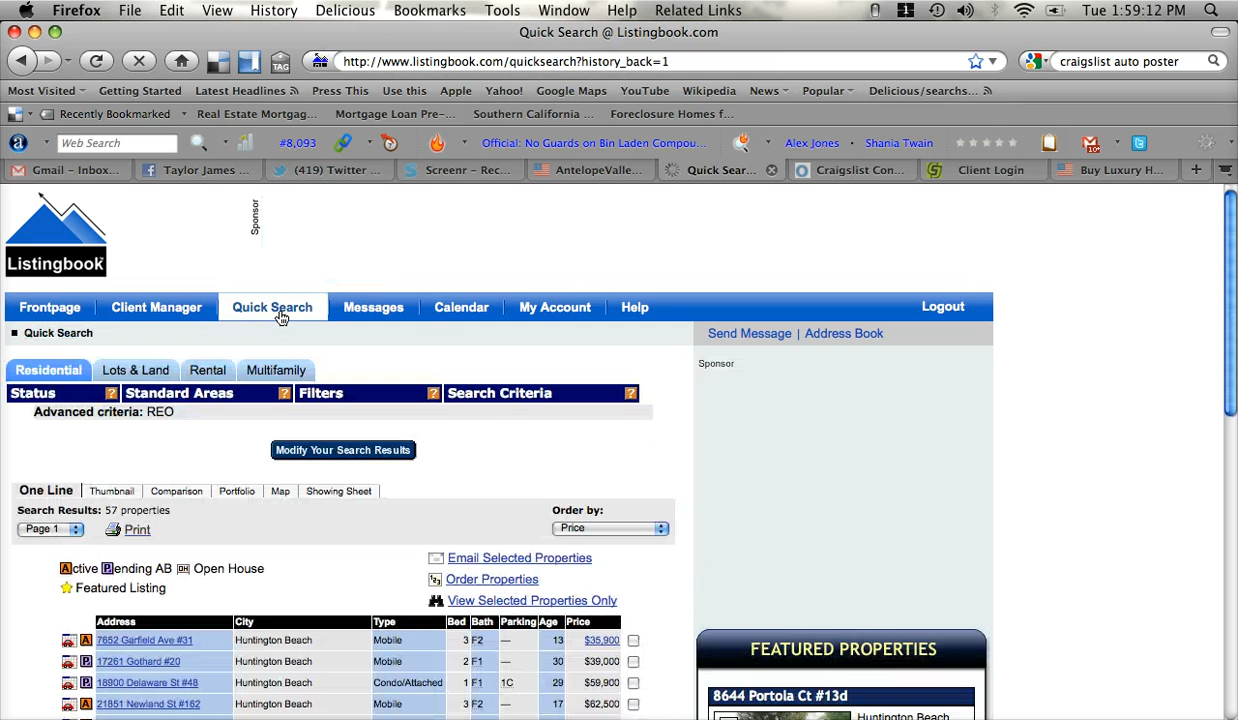 Firefox File Edit View History Delicious Bookmarks Tools Window Help Related Links 1 Tue 1:59:12 PM
Quick Search @ Listingbook.com
TAG http://www.listingbook.com/quicksearch?history_back=1 craigslist auto poster
Most Visited Getting Started Latest Headlines Press This Use this Apple Yahoo! Google Maps YouTube Wikipedia News Popular Delicious/searchs...
Recently Bookmarked Real Estate Mortgag... Mortgage Loan Pre-... Southern California ... Foreclosure Homes f...
a Web Search #8,093 Official: No Guards on Bin Laden Compou... Alex Jones Shania Twain
Gmail - Inbox... Taylor James ... (419) Twitter ... Screenr - Rec... AntelopeValle... Quick Sear... Craigslist Con... Client Login Buy Luxury H...
Sponsor
Listingbook
Frontpage Client Manager Quick Search Messages Calendar My Account Help Logout
Quick Search Send Message | Address Book
Sponsor
Residential Lots & Land Rental Multifamily
Status ? Standard Areas ? Filters ? Search Criteria ?
Advanced criteria: REO
Modify Your Search Results
One Line Thumbnail Comparison Portfolio Map Showing Sheet
Search Results: 57 properties Order by:
Page 1 Print Price
Email Selected Properties
Active Pending AB OH Open House
Order Properties
Featured Listing
View Selected Properties Only
Address City Type Bed Bath Parking Age Price
A 7652 Garfield Ave #31 Huntington Beach Mobile 3 F2 — 13 $35,900
P 17261 Gothard #20 Huntington Beach Mobile 2 F1 — 30 $39,000
P 18900 Delaware St #48 Huntington Beach Condo/Attached 1 F1 1C 29 $59,900
A 21851 Newland St #162 Huntington Beach Mobile 3 F2 — 17 $62,500
FEATURED PROPERTIES
8644 Portola Ct #13d
Huntington Beach